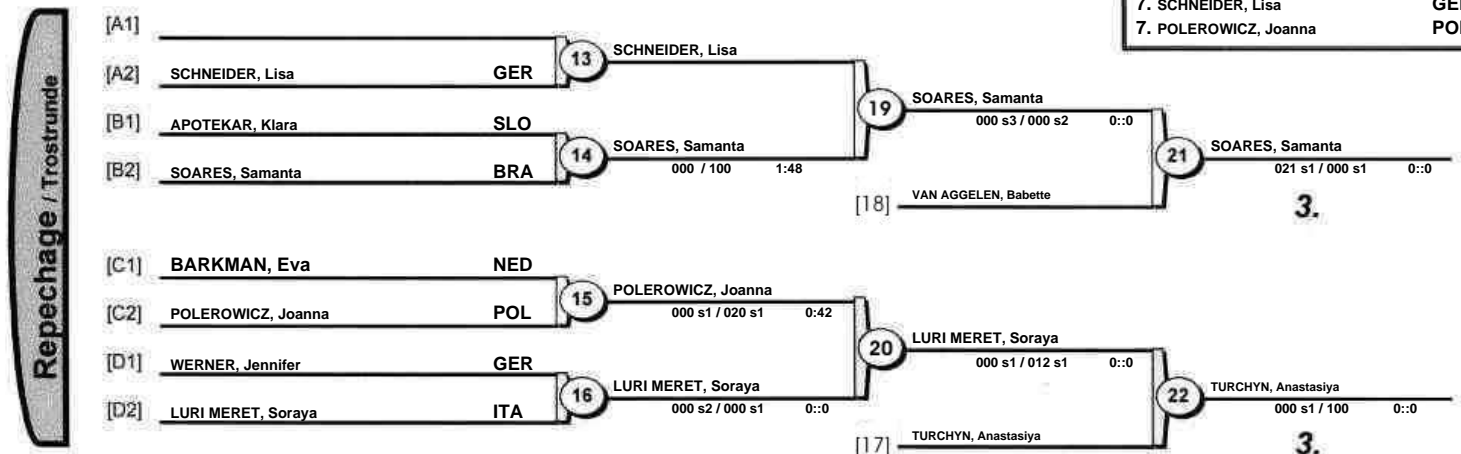 7. SCHNEIDER, Lisa
7. POLEROWICZ, Joanna POL
Repechage / Trostrunde
[A1]
[A2] SCHNEIDER, Lisa GER
13 SCHNEIDER, Lisa
[B1] APOTEKAR, Klara SLO
[B2] SOARES, Samanta BRA
14 SOARES, Samanta
000 / 100 1:48
19 SOARES, Samanta
000 s3 / 000 s2 0::0
[18] VAN AGGELEN, Babette
21 SOARES, Samanta
021 s1 / 000 s1 0::0
3.
[C1] BARKMAN, Eva NED
[C2] POLEROWICZ, Joanna POL
15 POLEROWICZ, Joanna
000 s1 / 020 s1 0:42
[D1] WERNER, Jennifer GER
[D2] LURI MERET, Soraya ITA
16 LURI MERET, Soraya
000 s2 / 000 s1 0::0
20 LURI MERET, Soraya
000 s1 / 012 s1 0::0
[17] TURCHYN, Anastasiya
22 TURCHYN, Anastasiya
000 s1 / 100 0::0
3.